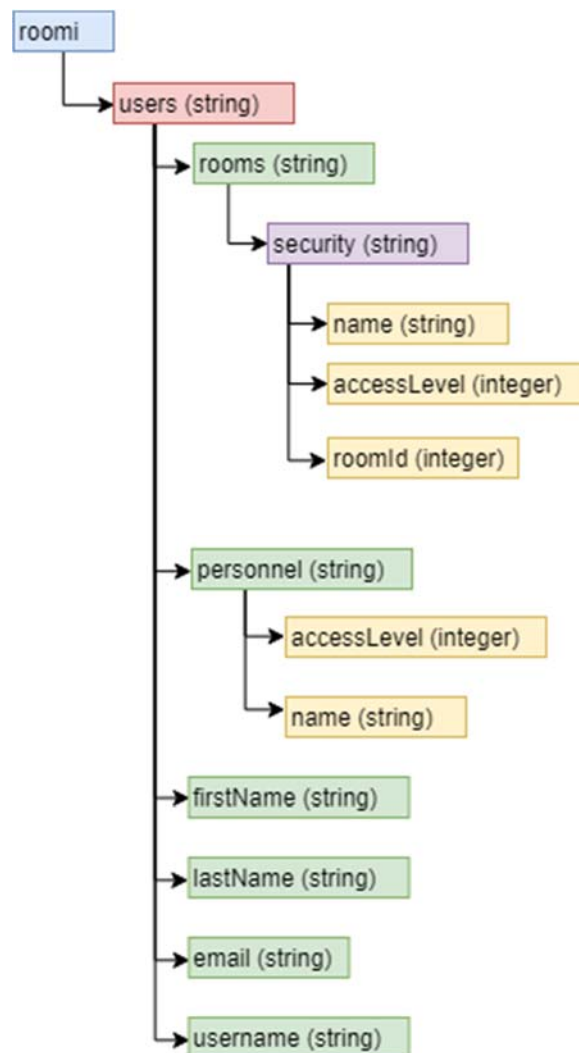 roomi
users (string)
rooms (string)
security (string)
name (string)
accessLevel (integer)
roomId (integer)
personnel (string)
accessLevel (integer)
name (string)
firstName (string)
lastName (string)
email (string)
username (string)